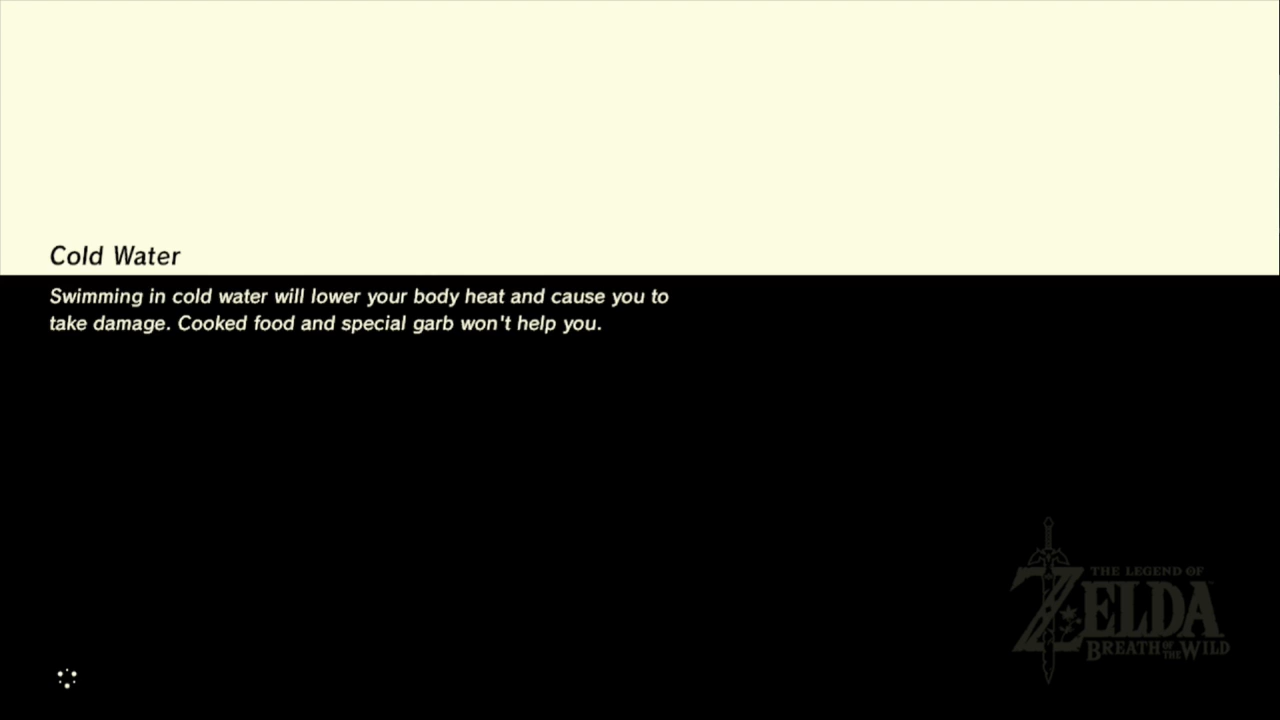 Cold Water
Swimming in cold water will lower your body heat and cause you to
take damage. Cooked food and special garb won't help you.
THE LEGEND OF
ZELDA
BREATH OF THE WILD